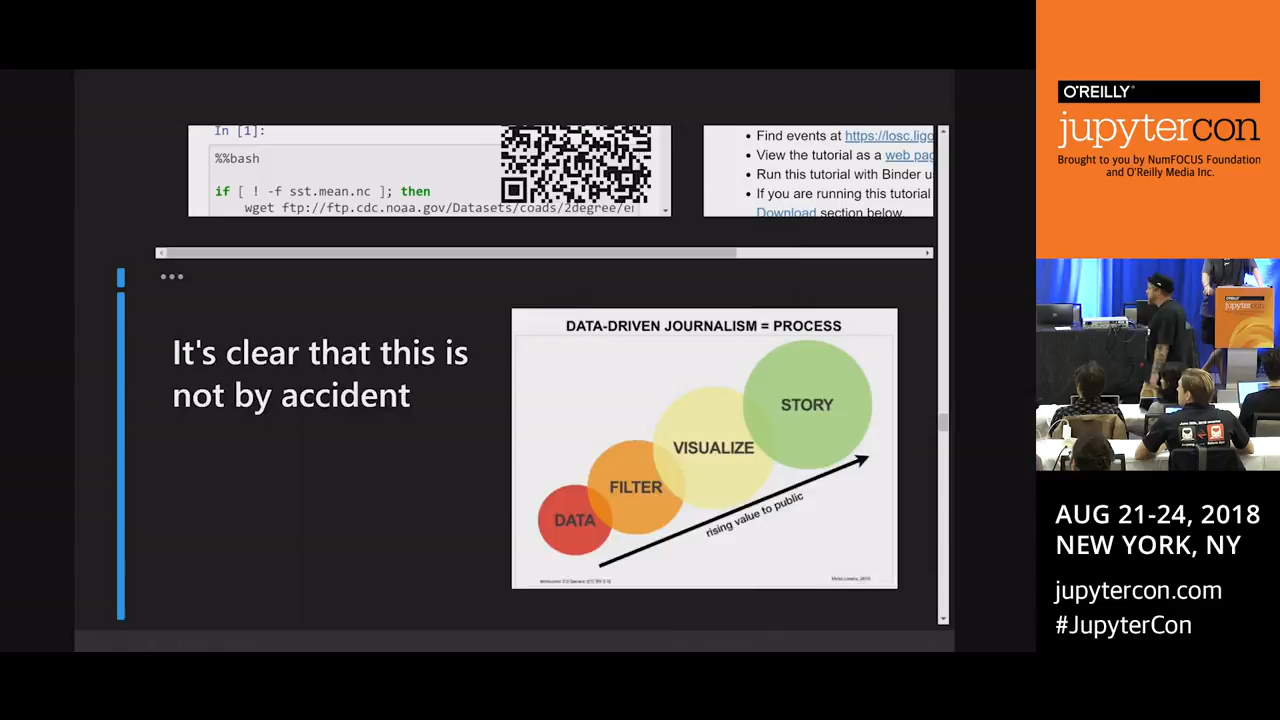 In [1]:
%%bash
if [ ! -f sst.mean.nc ]; then
wget ftp://ftp.cdc.noaa.gov/Datasets/coads/2degree/en
• Find events at https://losc.ligo
• View the tutorial as a web pag
• Run this tutorial with Binder u
• If you are running this tutorial
Download section below.
•••
It's clear that this is
not by accident
DATA-DRIVEN JOURNALISM = PROCESS
STORY
VISUALIZE
FILTER
DATA
rising value to public
O'REILLY®
jupytercon
Brought to you by NumFOCUS Foundation
and O'Reilly Media Inc.
O'REILLY
jupytercon
AUG 21-24, 2018
NEW YORK, NY
jupytercon.com
#JupyterCon